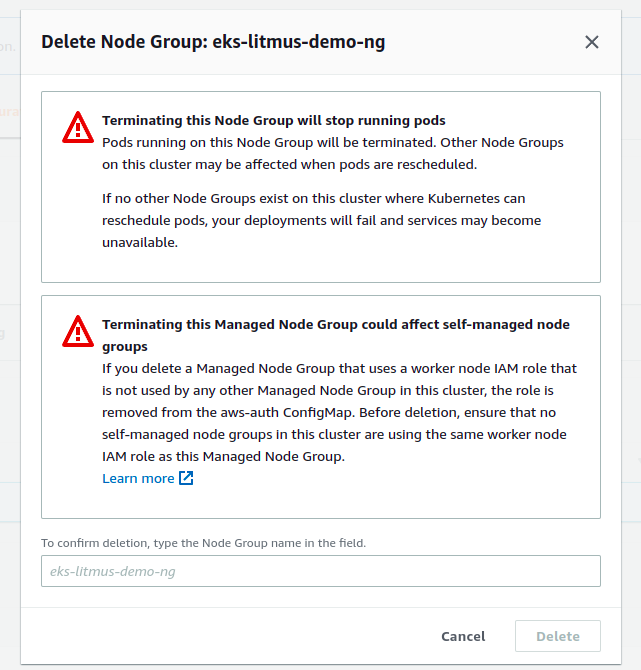 Delete Node Group: eks-litmus-demo-ng
Terminating this Node Group will stop running pods
Pods running on this Node Group will be terminated. Other Node Groups
on this cluster may be affected when pods are rescheduled.
If no other Node Groups exist on this cluster where Kubernetes can
reschedule pods, your deployments will fail and services may become
unavailable.
Terminating this Managed Node Group could affect self-managed node
groups
If you delete a Managed Node Group that uses a worker node IAM role that
is not used by any other Managed Node Group in this cluster, the role is
removed from the aws-auth ConfigMap. Before deletion, ensure that no
self-managed node groups in this cluster are using the same worker node
IAM role as this Managed Node Group.
Learn more
To confirm deletion, type the Node Group name in the field.
eks-litmus-demo-ng
Cancel
Delete